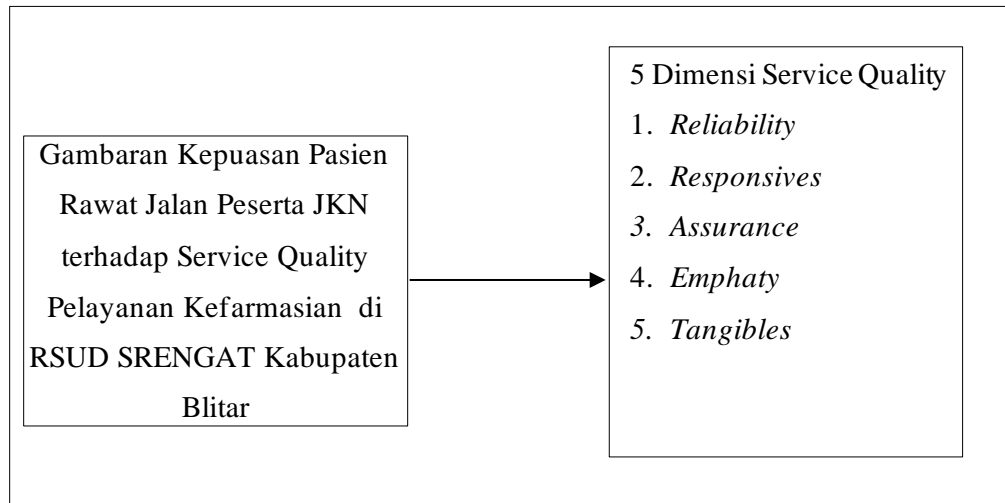 Gambaran Kepuasan Pasien
Rawat Jalan Peserta JKN
terhadap Service Quality
Pelayanan Kefarmasian di
RSUD SRENGAT Kabupaten
Blitar
5 Dimensi Service Quality
1. Reliability
2. Responsives
3. Assurance
4. Emphaty
5. Tangibles